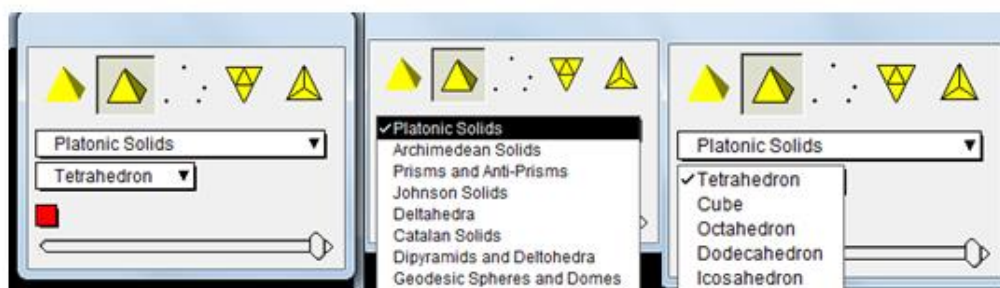 Platonic Solids
Tetrahedron
Platonic Solids
Archimedean Solids
Prisms and Anti-Prisms
Johnson Solids
Deltahedra
Catalan Solids
Dipyramids and Deltohedra
Geodesic Spheres and Domes
Platonic Solids
Tetrahedron
Cube
Octahedron
Dodecahedron
Icosahedron